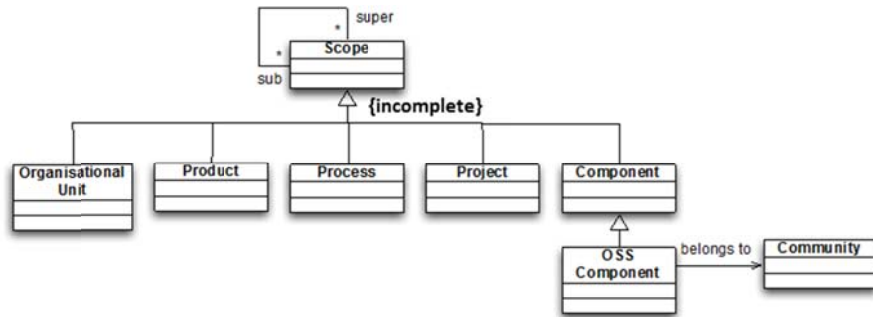 super
*
Scope
*
sub
{incomplete}
Organisational
Unit
Product
Process
Project
Component
OSS
Component
belongs to
Community